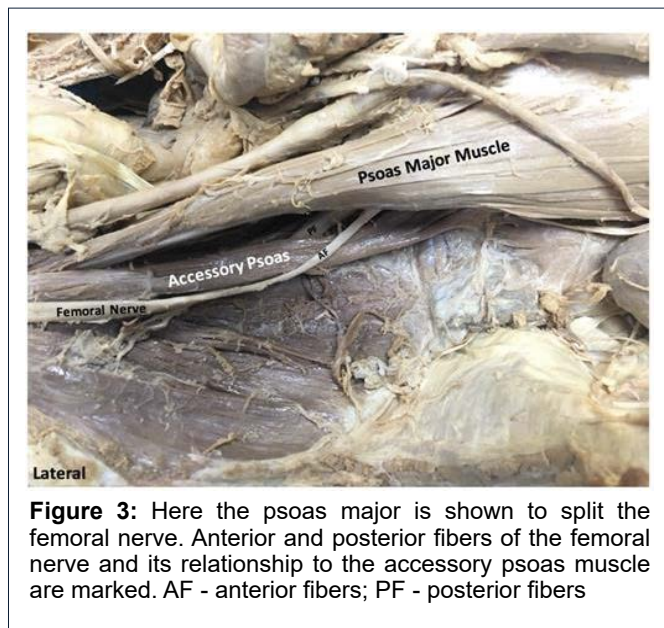 Psoas Major Muscle
PF
Accessory Psoas
AF
Femoral Nerve
Lateral
Figure 3: Here the psoas major is shown to split the
femoral nerve. Anterior and posterior fibers of the femoral
nerve and its relationship to the accessory psoas muscle
are marked. AF - anterior fibers; PF - posterior fibers